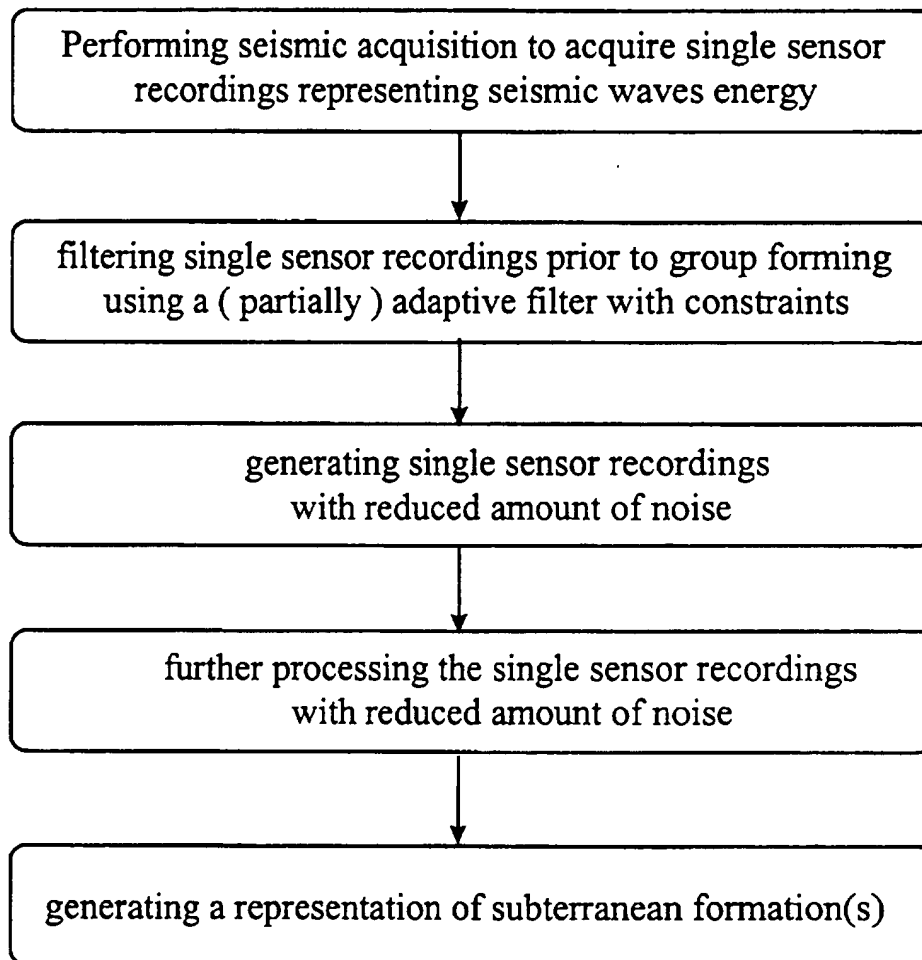 Performing seismic acquisition to acquire single sensor
recordings representing seismic waves energy
filtering single sensor recordings prior to group forming
using a ( partially ) adaptive filter with constraints
generating single sensor recordings
with reduced amount of noise
further processing the single sensor recordings
with reduced amount of noise
generating a representation of subterranean formation(s)